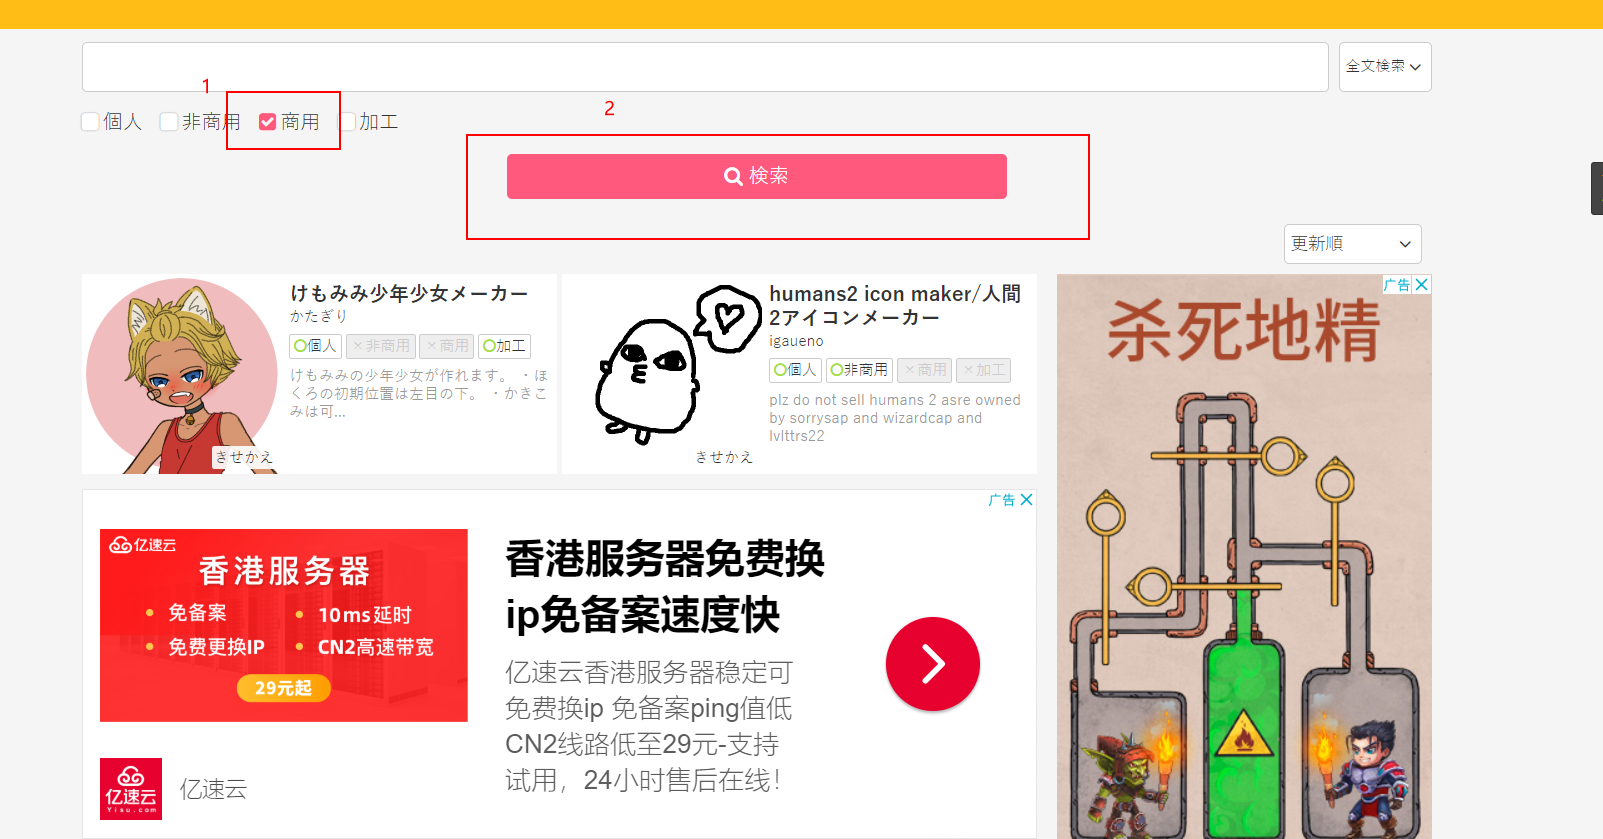 全文検索
1
個人 非商用 商用 加工
2
検索
更新順
けもみみ少年少女メーカー
かたぎり
個人 ×非商用 ×商用 加工
けもみみの少年少女が作れます。 ・ほ
くろの初期位置は左目の下。 ・かきこ
みは可...
きせかえ
humans2 icon maker/人間
2アイコンメーカー
igaueno
個人 非商用 ×商用 ×加工
plz do not sell humans 2 asre owned
by sorrysap and wizardcap and
lvlttrs22
きせかえ
广告
杀死地精
广告
亿速云
香港服务器
• 免备案 • 10ms延时
• 免费更换IP • CN2高速带宽
29元起
香港服务器免费换
ip免备案速度快
亿速云香港服务器稳定可
免费换ip 免备案ping值低
CN2线路低至29元-支持
试用，24小时售后在线！
亿速云
Yisu.com
亿速云